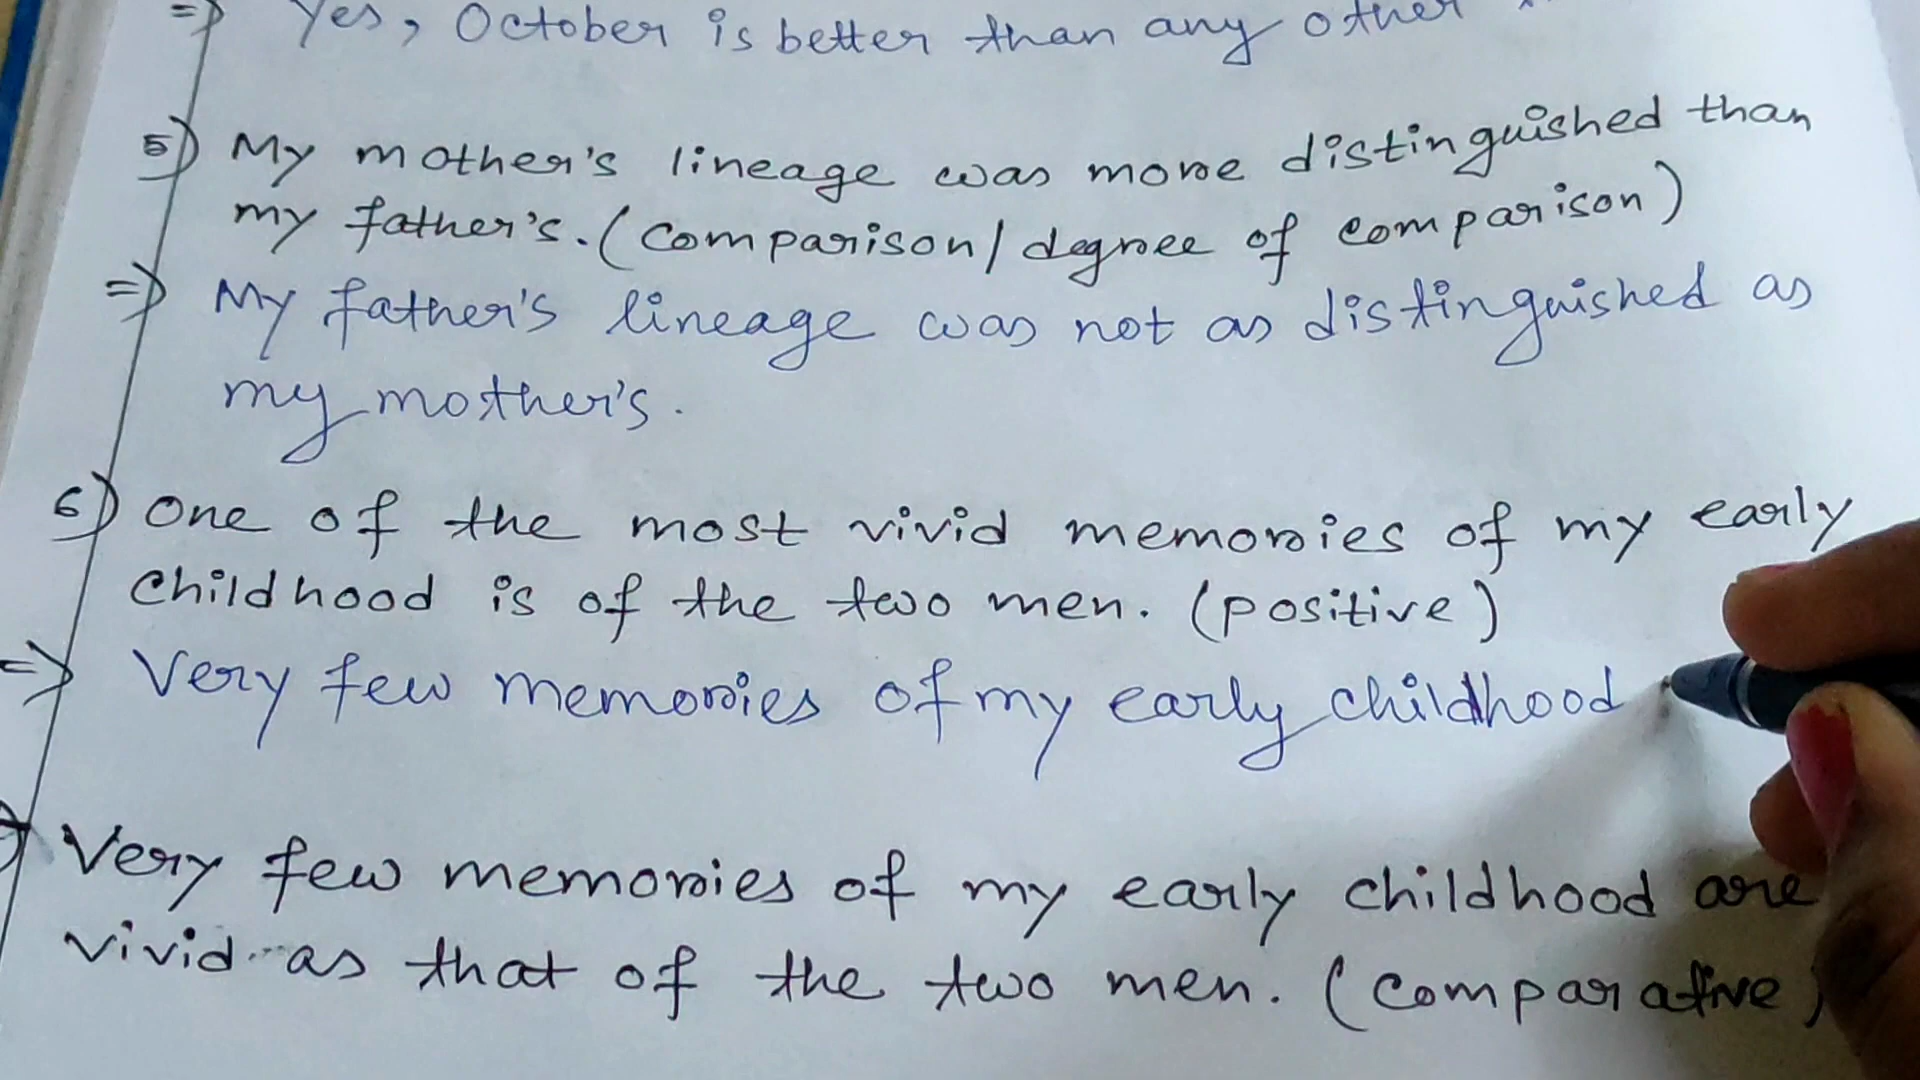 => Yes, October is better than any other
5) My mother's lineage was more distinguished than
my father's. (Comparison/degree of comparison)
=> My father's lineage was not as distinguished as
my mother's.
6) One of the most vivid memories of my early
Childhood is of the two men. (positive)
=> Very few memories of my early childhood
Very few memories of my early childhood are
vivid as that of the two men. (Comparative)